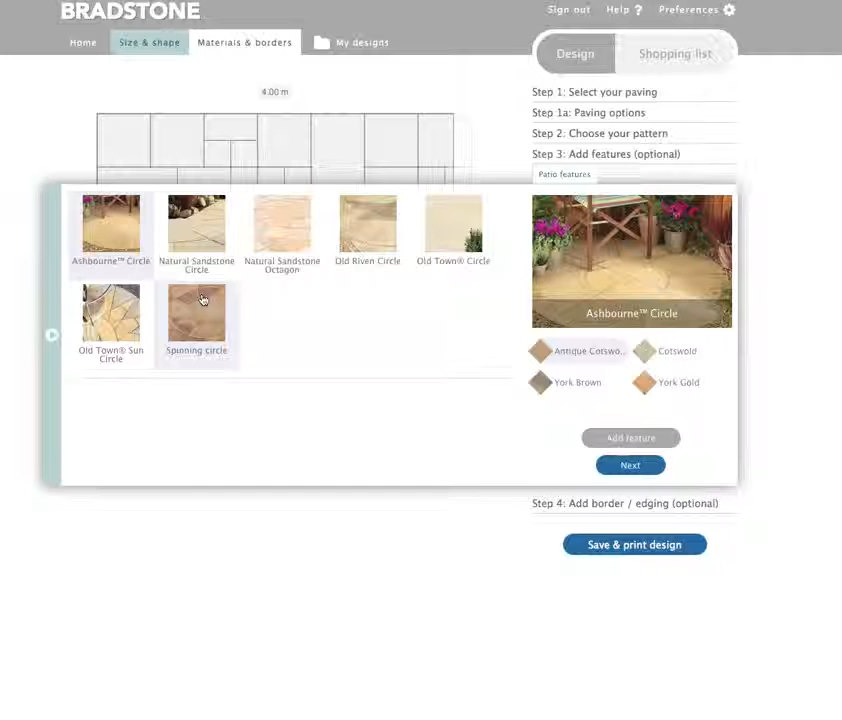 BRADSTONE
Sign out Help ? Preferences
Home Size & shape Materials & borders My designs
Design Shopping list
4.00 m
Step 1: Select your paving
Step 1a: Paving options
Step 2: Choose your pattern
Step 3: Add features (optional)
Patio features
Ashbourne™ Circle
Natural Sandstone
Circle
Natural Sandstone
Octagon
Old Riven Circle
Old Town® Circle
Old Town® Sun
Circle
Spinning circle
Ashbourne™ Circle
Antique Cotswo...
Cotswold
York Brown
York Gold
Add feature
Next
Step 4: Add border / edging (optional)
Save & print design